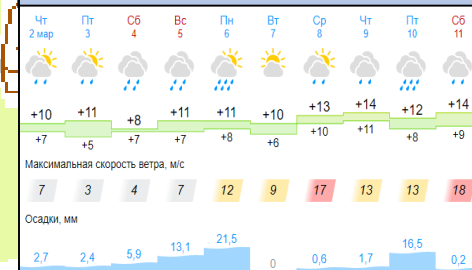 Чт Пт Сб Вс Пн Вт Ср Чт Пт Сб
2 мар 3 4 5 6 7 8 9 10 11
+10 +11 +8 +11 +11 +10 +13 +14 +12 +14
+7 +5 +7 +7 +8 +6 +10 +11 +8 +9
Максимальная скорость ветра, м/с
7 3 4 7 12 9 17 13 13 18
Осадки, мм
2,7 2,4 5,9 13,1 21,5 0 0,6 1,7 16,5 0,2